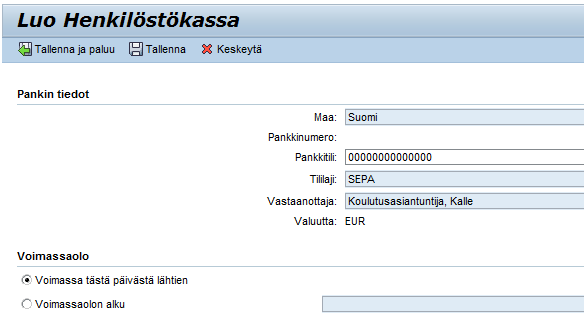 Luo Henkilöstökassa
Tallenna ja paluu Tallenna Keskeytä
Pankin tiedot
Maa: Suomi
Pankkinumero:
Pankkitili: 00000000000000
Tililaji: SEPA
Vastaanottaja: Koulutusasiantuntija, Kalle
Valuutta: EUR
Voimassaolo
Voimassa tästä päivästä lähtien
Voimassaolon alku